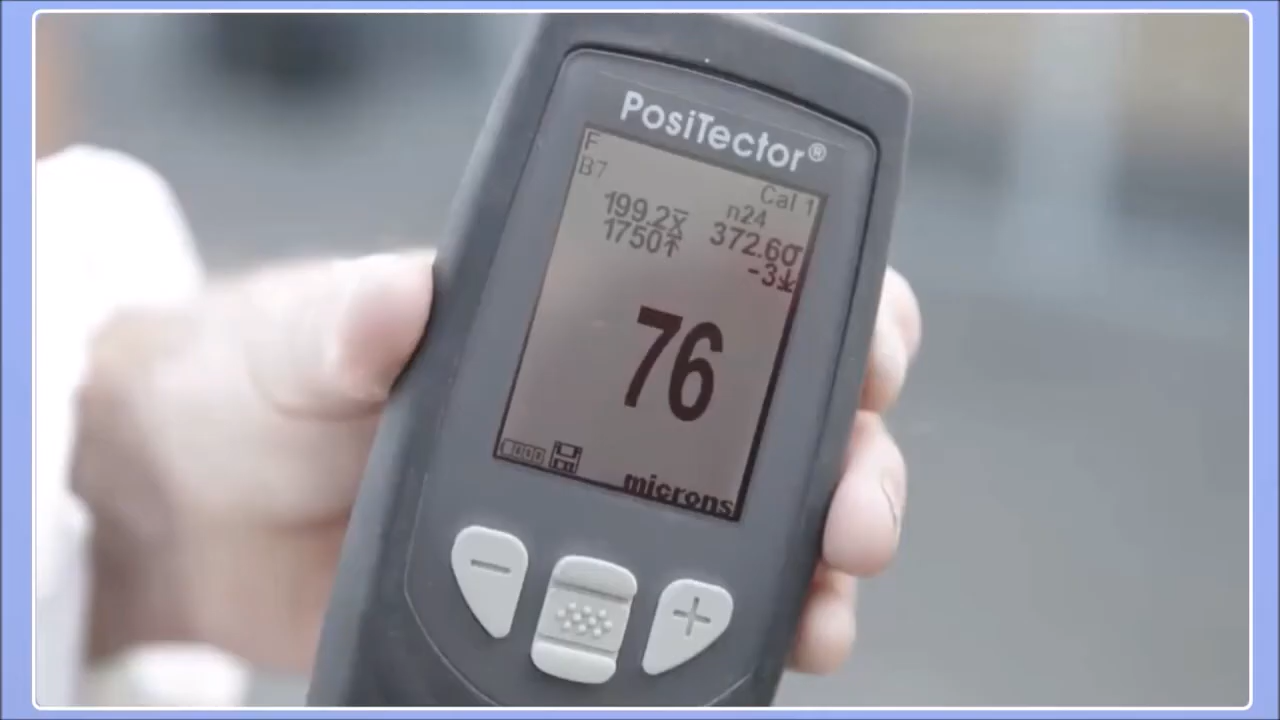 PosiTector®
F
B7
Cal 1
n24
199.2x̅ 372.6σ
1750↑ -3↓
76
microns